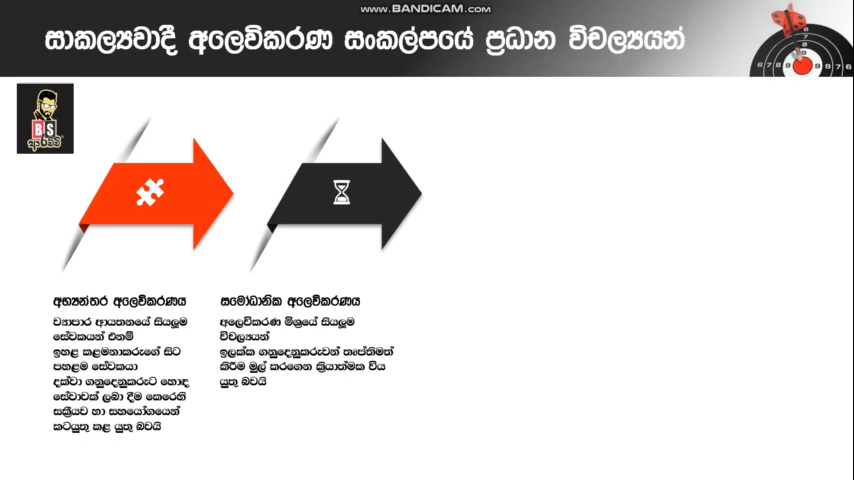 WWW.BANDICAM.COM
සාකල්‍යවාදී අලෙවිකරණ සංකල්පයේ ප්‍රධාන විචල්‍යයන්
BS
අභ්‍යන්තර අලෙවිකරණය
ව්‍යාපාර ආයතනයේ සියලූම
සේවකයන් එනම්
ඉහළ කළමනාකරුගේ සිට
පහළම සේවකයා
දක්වා ගනුදෙනුකරුට හොඳ
සේවාවක් ලබා දීම කෙරෙහි
සක්‍රීයව හා සහයෝගයෙන්
කටයුතු කළ යුතු බවයි
සමෝධානික අලෙවිකරණය
අලෙවිකරණ මිශ්‍රයේ සියලූම
විචල්‍යයන්
ඉලක්ක ගනුදෙනුකරුවන් තෘප්තිමත්
කිරීම මුල් කරගෙන ක්‍රියාත්මක විය
යුතු බවයි